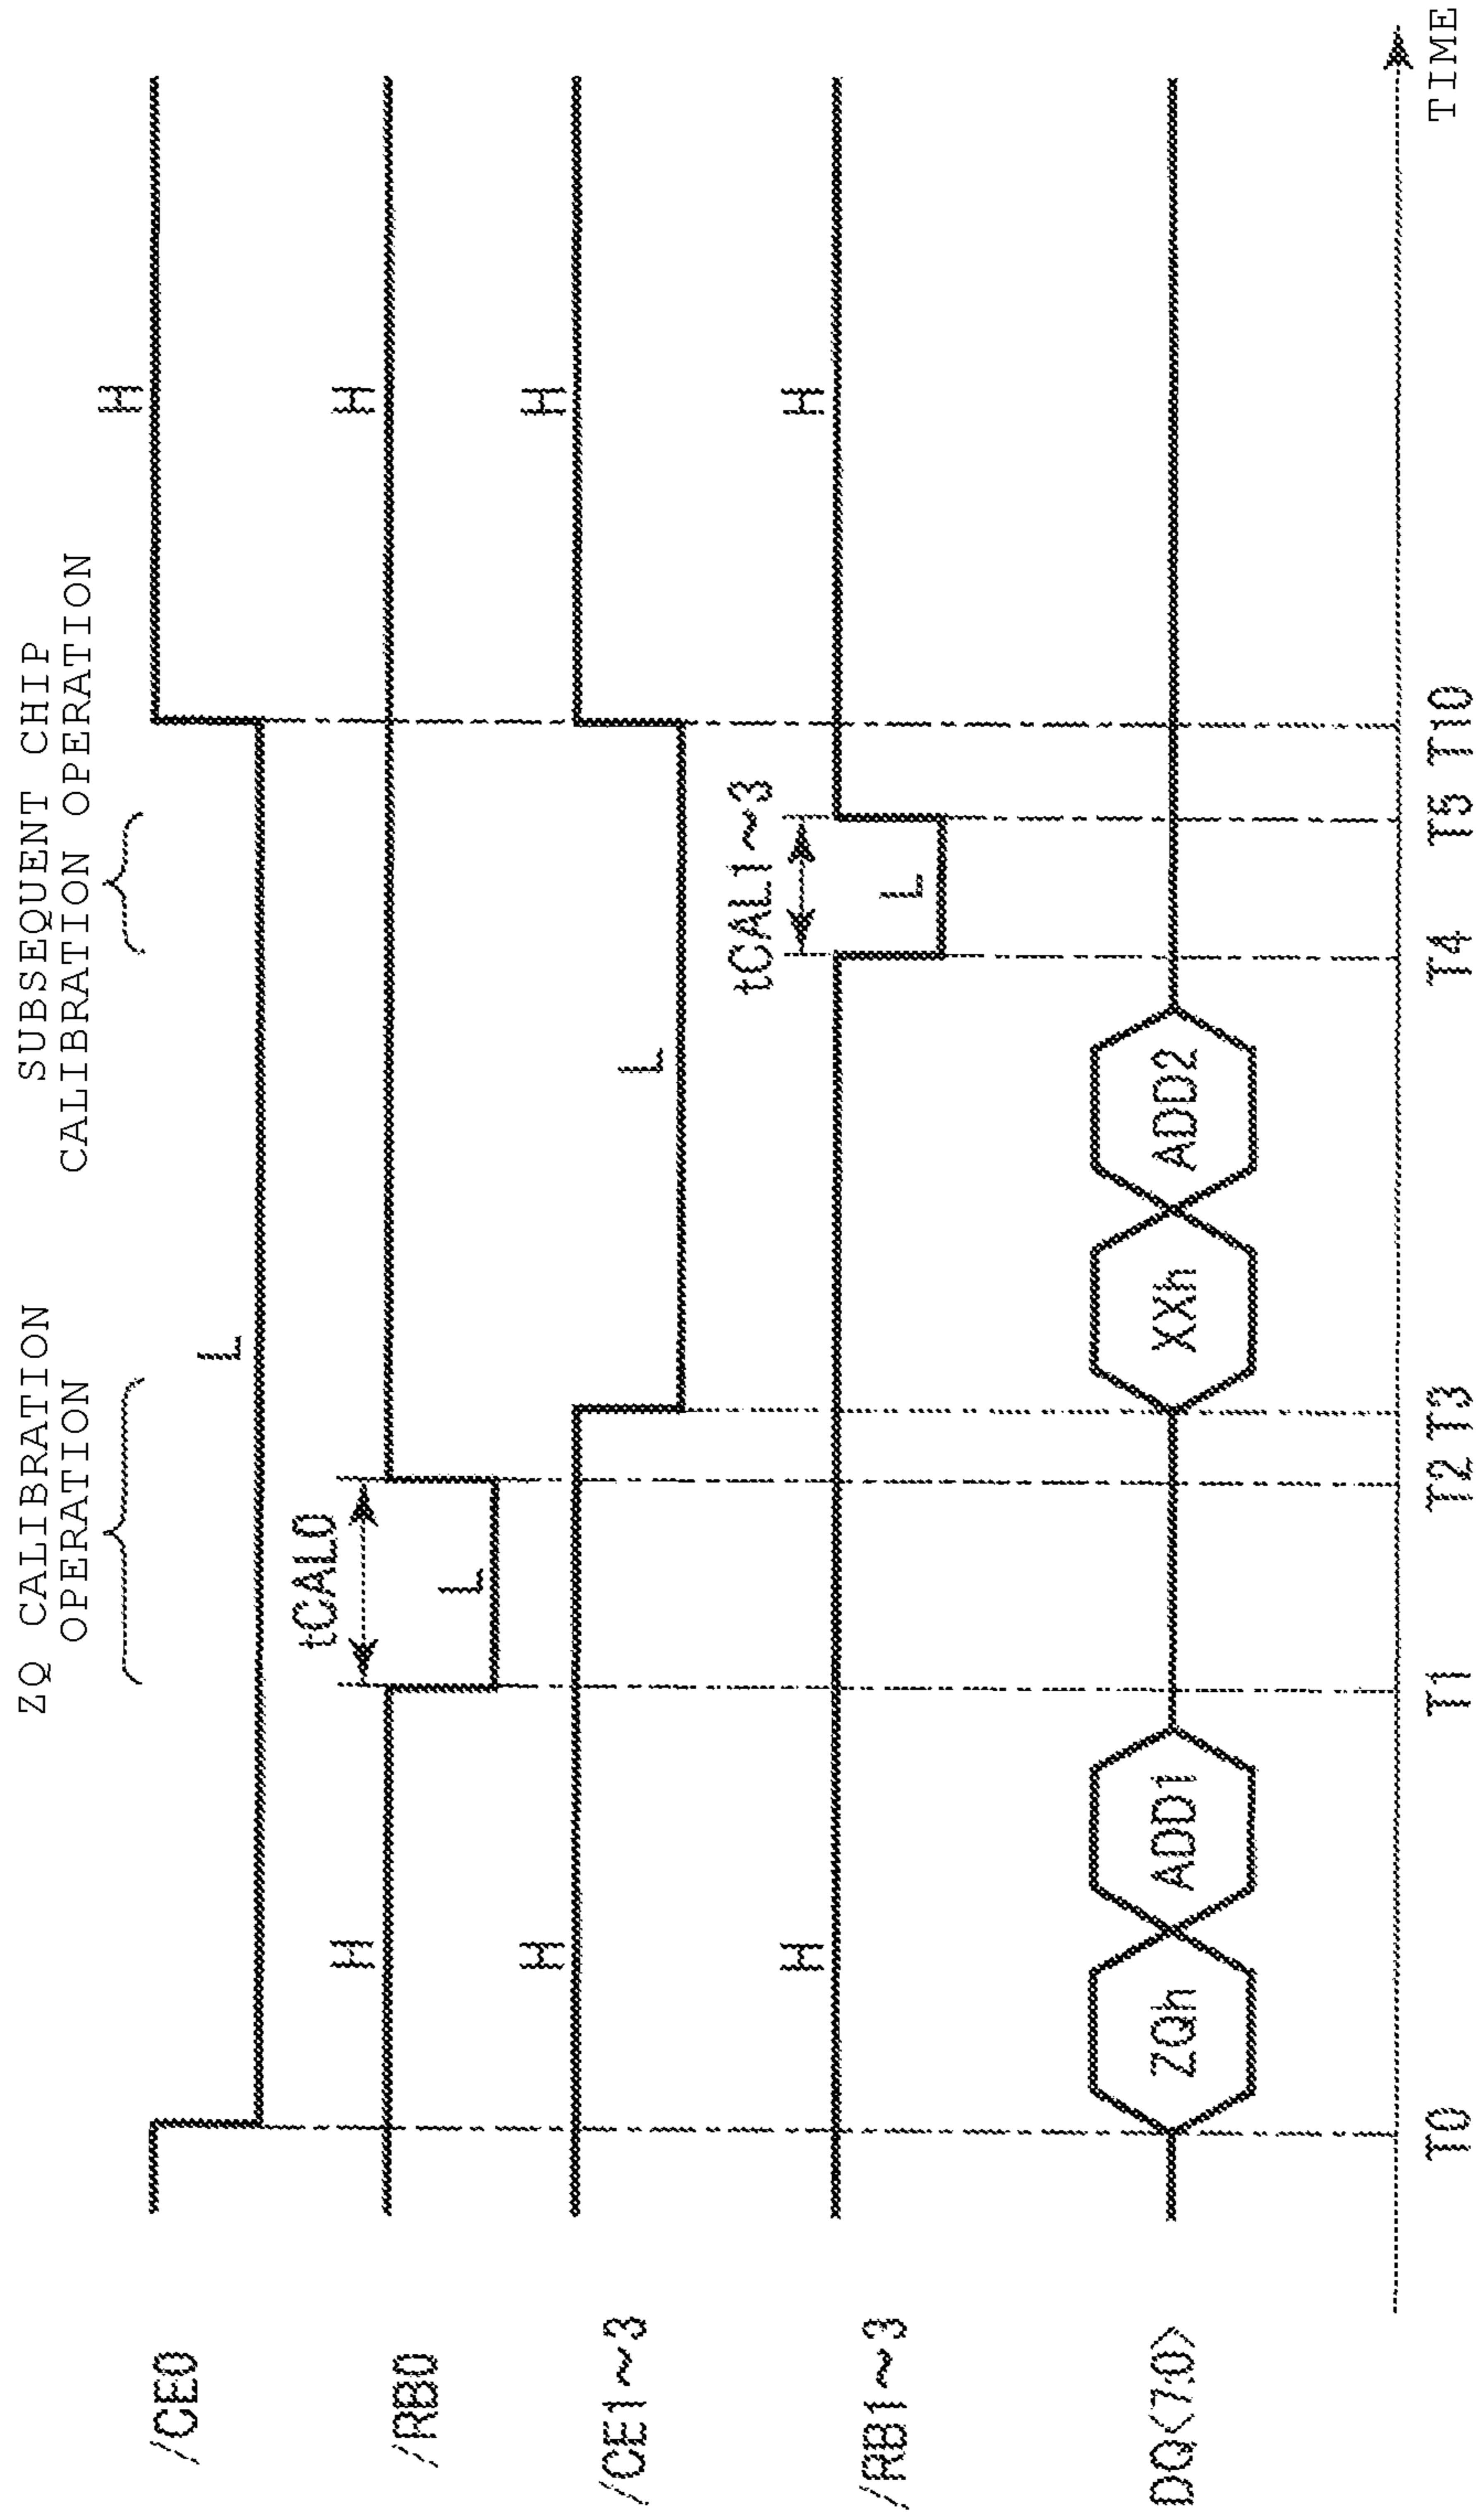 ZQ CALIBRATION
OPERATION
SUBSEQUENT CHIP
CALIBRATION OPERATION
/CE0
L
H
/RB0
H
tCAL0
L
H
/CE1~3
H
L
H
/RB1~3
H
tCAL1~3
L
H
DQ<7:0>
ZQh
ADD1
XXh
ADD2
T0
T1
T2
T3
T4
T5
T10
TIME